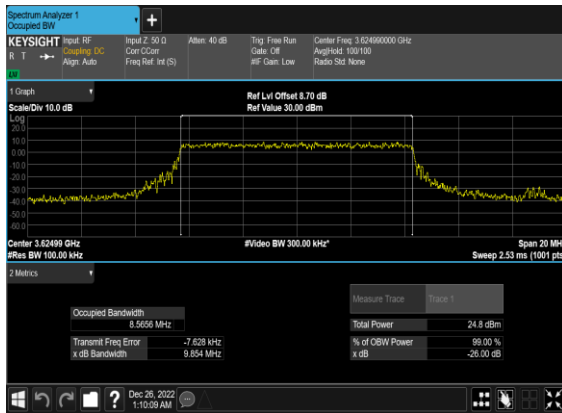 Spectrum Analyzer 1
Occupied BW
KEYSIGHT Input: RF Input Z: 50 Ω Atten: 40 dB Trig: Free Run Center Freq: 3.624990000 GHz
R T Coupling: DC Corr CCorr Gate: Off Avg|Hold: 100/100
Align: Auto Freq Ref: Int (S) #IF Gain: Low Radio Std: None
1 Graph
Ref Lvl Offset 8.70 dB
Scale/Div 10.0 dB Ref Value 30.00 dBm
Log
20.0
10.0
0.00
-10.0
-20.0
-30.0
-40.0
-50.0
-60.0
Center 3.62499 GHz #Video BW 300.00 kHz* Span 20 MH
#Res BW 100.00 kHz Sweep 2.53 ms (1001 pts
2 Metrics
Measure Trace Trace 1
Occupied Bandwidth
8.5656 MHz Total Power 24.8 dBm
Transmit Freq Error -7.628 kHz % of OBW Power 99.00 %
x dB Bandwidth 9.854 MHz x dB -26.00 dB
? Dec 26, 2022
1:10:09 AM